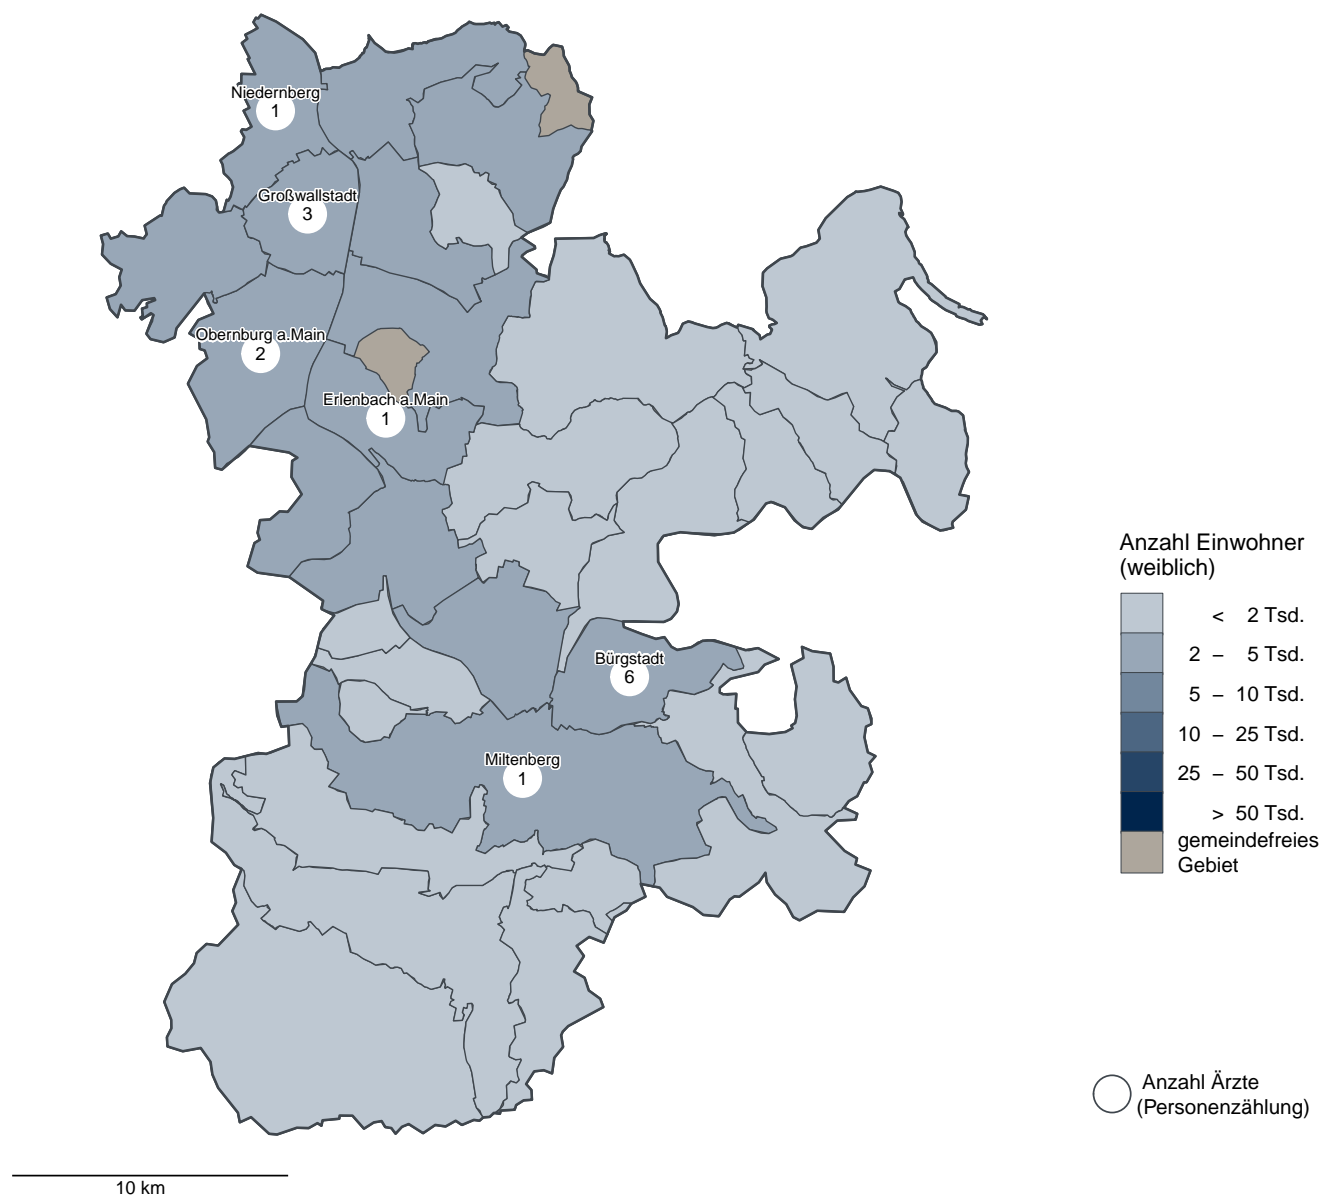 Niedernberg
1
Großwallstadt
3
Obernburg a.Main
2
Erlenbach a.Main
1
Bürgstadt
6
Miltenberg
1
Anzahl Einwohner
(weiblich)
< 2 Tsd.
2 – 5 Tsd.
5 – 10 Tsd.
10 – 25 Tsd.
25 – 50 Tsd.
> 50 Tsd.
gemeindefreies
Gebiet
Anzahl Ärzte
(Personenzählung)
10 km